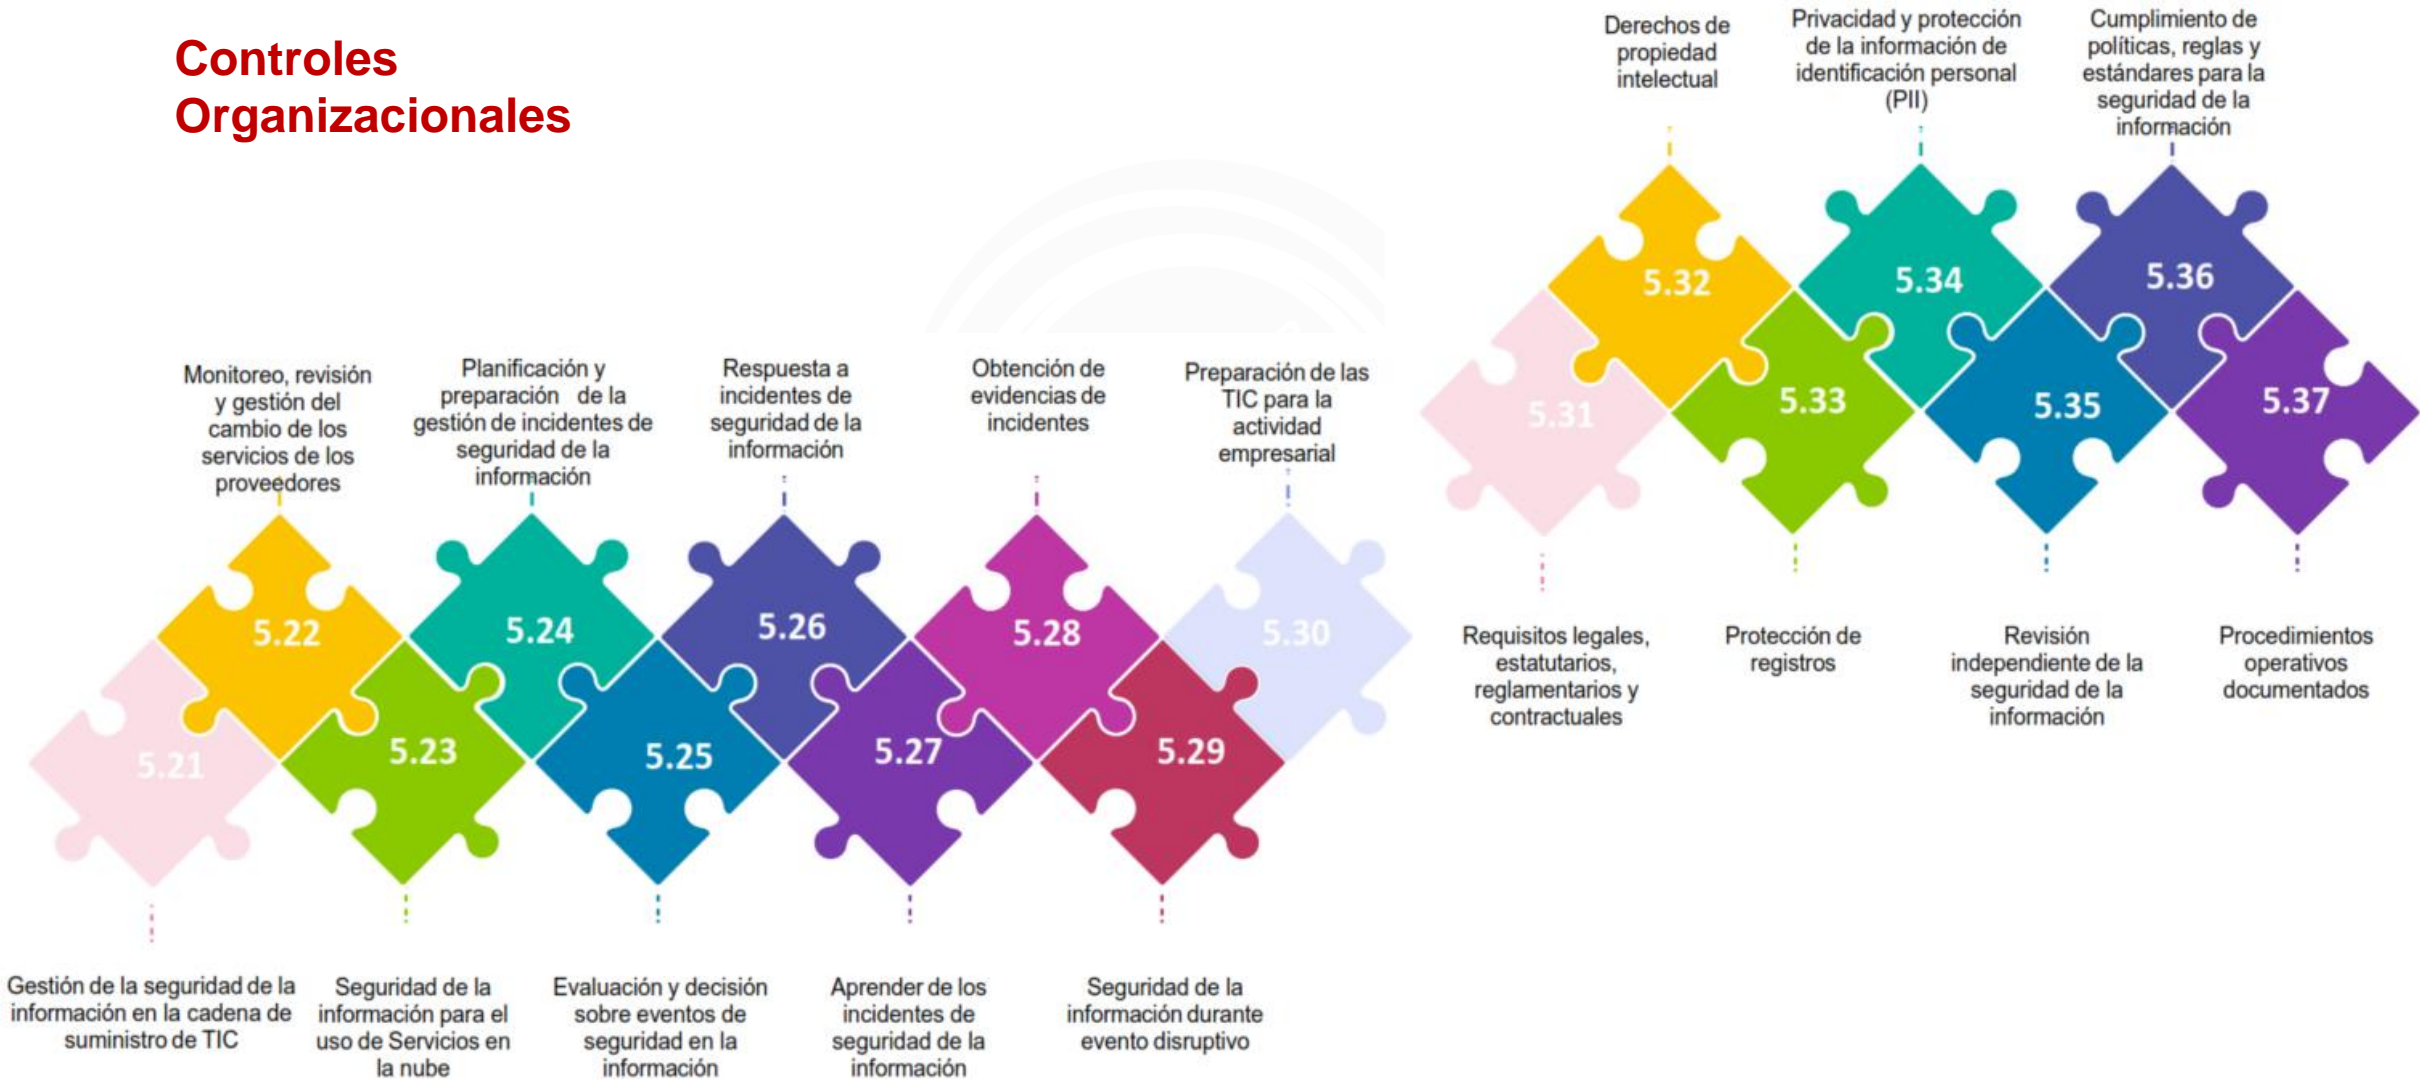 Controles
Organizacionales
Derechos de
propiedad
intelectual
Privacidad y protección
de la información de
identificación personal
(PII)
Cumplimiento de
políticas, reglas y
estándares para la
seguridad de la
información
5.32
5.34
5.36
5.31
5.33
5.35
5.37
Requisitos legales,
estatutarios,
reglamentarios y
contractuales
Protección de
registros
Revisión
independiente de la
seguridad de la
información
Procedimientos
operativos
documentados
Monitoreo, revisión
y gestión del
cambio de los
servicios de los
proveedores
Planificación y
preparación de la
gestión de incidentes de
seguridad de la
información
Respuesta a
incidentes de
seguridad de la
información
Obtención de
evidencias de
incidentes
Preparación de las
TIC para la
actividad
empresarial
5.22
5.24
5.26
5.28
5.30
5.21
5.23
5.25
5.27
5.29
Gestión de la seguridad de la
información en la cadena de
suministro de TIC
Seguridad de la
información para el
uso de Servicios en
la nube
Evaluación y decisión
sobre eventos de
seguridad en la
información
Aprender de los
incidentes de
seguridad de la
información
Seguridad de la
información durante
evento disruptivo